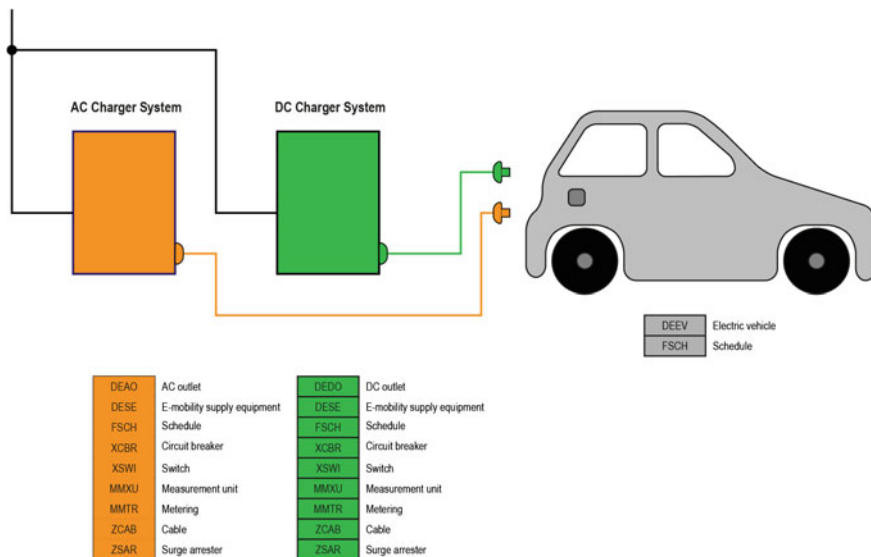 AC Charger System DC Charger System
DEEV Electric vehicle
FSCH Schedule
DEAO AC outlet DEDO DC outlet
DESE E-mobility supply equipment DESE E-mobility supply equipment
FSCH Schedule FSCH Schedule
XCBR Circuit breaker XCBR Circuit breaker
XSWI Switch XSWI Switch
MMXU Measurement unit MMXU Measurement unit
MMTR Metering MMTR Metering
ZCAB Cable ZCAB Cable
ZSAR Surge arrester ZSAR Surge arrester